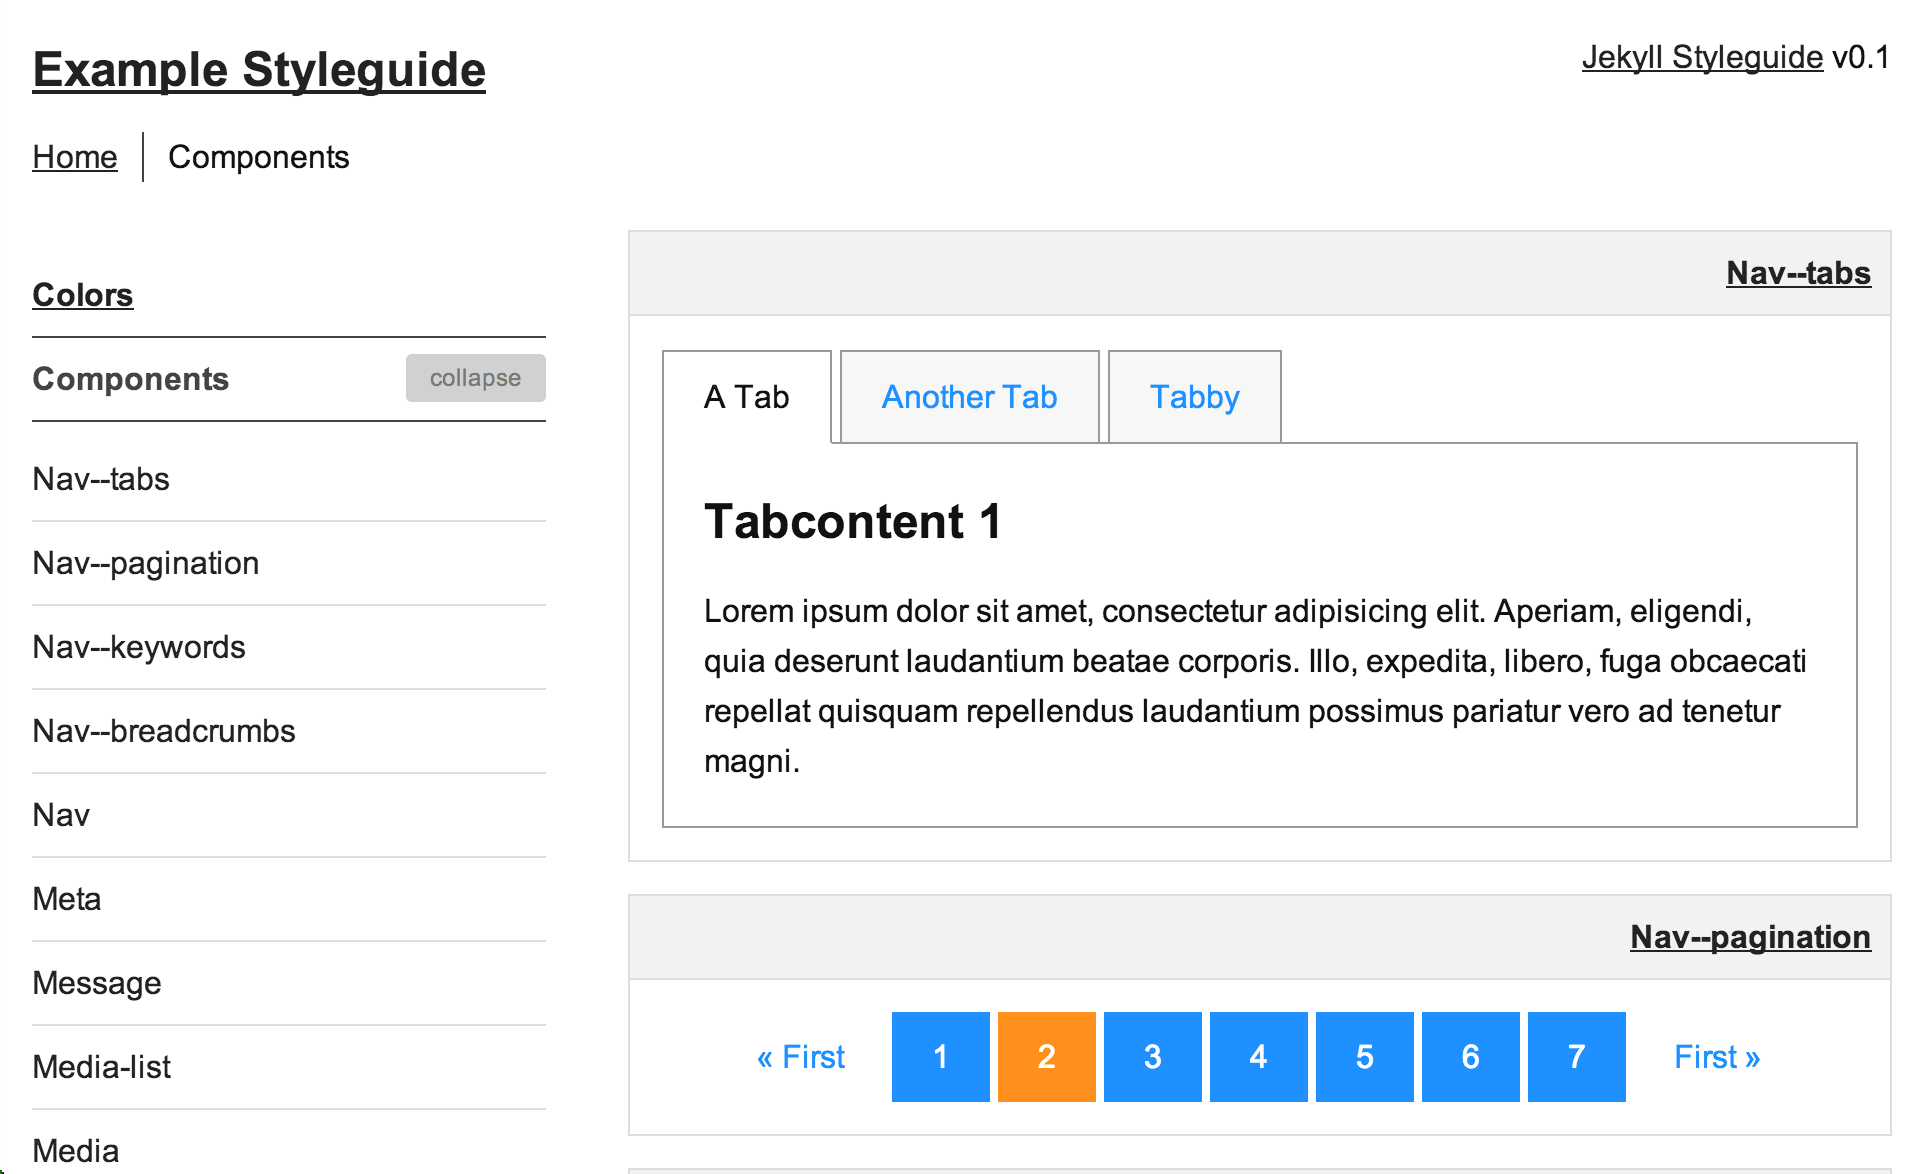 Example Styleguide
Jekyll Styleguide v0.1
Home
Components
Colors
Components
collapse
Nav--tabs
Nav--pagination
Nav--keywords
Nav--breadcrumbs
Nav
Meta
Message
Media-list
Media
Nav--tabs
A Tab
Another Tab
Tabby
Tabcontent 1
Lorem ipsum dolor sit amet, consectetur adipisicing elit. Aperiam, eligendi,
quia deserunt laudantium beatae corporis. Illo, expedita, libero, fuga obcaecati
repellat quisquam repellendus laudantium possimus pariatur vero ad tenetur
magni.
Nav--pagination
« First 1 2 3 4 5 6 7 First »